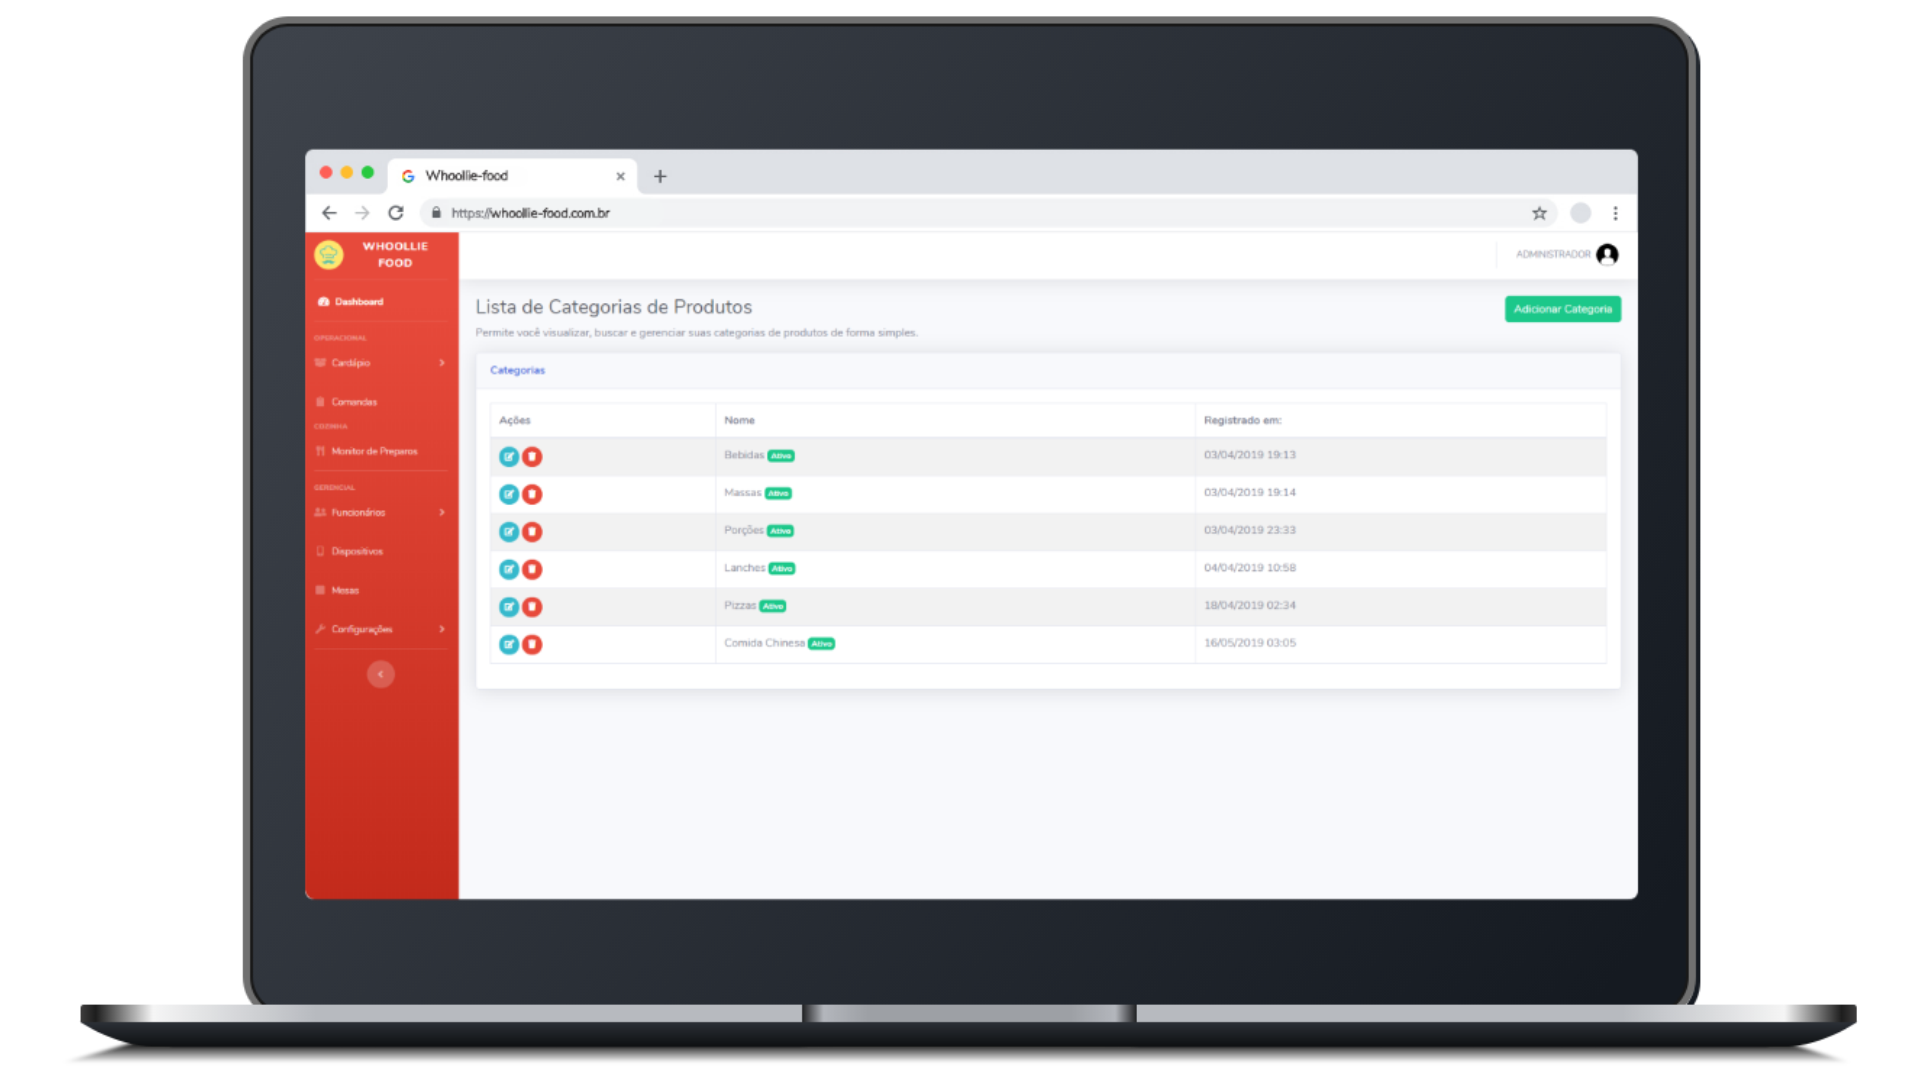 Whoollie-food
https://whoollie-food.com.br
WHOOLLIE
FOOD
ADMINISTRADOR
Dashboard
OPERACIONAL
Cardápio
Comandas
COZINHA
Monitor de Preparos
GERENCIAL
Funcionários
Dispositivos
Mesas
Configurações
Lista de Categorias de Produtos
Adicionar Categoria
Permite você visualizar, buscar e gerenciar suas categorias de produtos de forma simples.
Categorias
Ações Nome Registrado em:
Bebidas Ativo 03/04/2019 19:13
Massas Ativo 03/04/2019 19:14
Porções Ativo 03/04/2019 23:33
Lanches Ativo 04/04/2019 10:58
Pizzas Ativo 18/04/2019 02:34
Comida Chinesa Ativo 16/05/2019 03:05